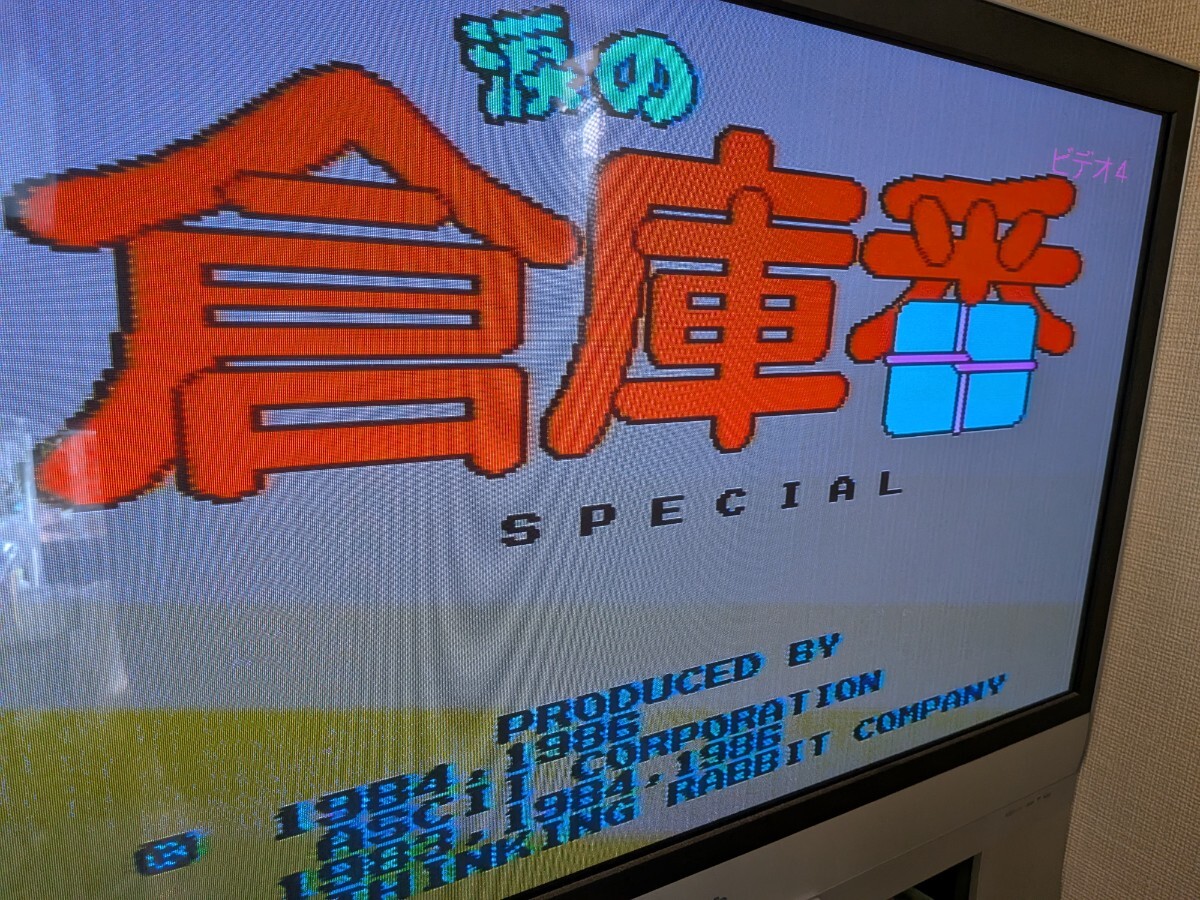 涙の
倉庫番
ビデオ4
SPECIAL
PRODUCED BY
1984,1986
ASCII CORPORATION
1983,1984,1986
THINKING RABBIT COMPANY